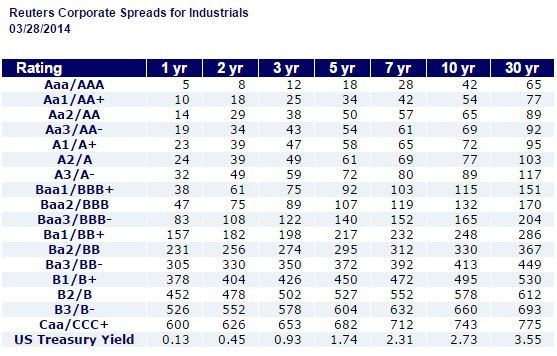 Reuters Corporate Spreads for Industrials
03/28/2014
Rating 1 yr 2 yr 3 yr 5 yr 7 yr 10 yr 30 yr
Aaa/AAA 5 8 12 18 28 42 65
Aa1/AA+ 10 18 25 34 42 54 77
Aa2/AA 14 29 38 50 57 65 89
Aa3/AA- 19 34 43 54 61 69 92
A1/A+ 23 39 47 58 65 72 95
A2/A 24 39 49 61 69 77 103
A3/A- 32 49 59 72 80 89 117
Baa1/BBB+ 38 61 75 92 103 115 151
Baa2/BBB 47 75 89 107 119 132 170
Baa3/BBB- 83 108 122 140 152 165 204
Ba1/BB+ 157 182 198 217 232 248 286
Ba2/BB 231 256 274 295 312 330 367
Ba3/BB- 305 330 350 372 392 413 449
B1/B+ 378 404 426 450 472 495 530
B2/B 452 478 502 527 552 578 612
B3/B- 526 552 578 604 632 660 693
Caa/CCC+ 600 626 653 682 712 743 775
US Treasury Yield 0.13 0.45 0.93 1.74 2.31 2.73 3.55